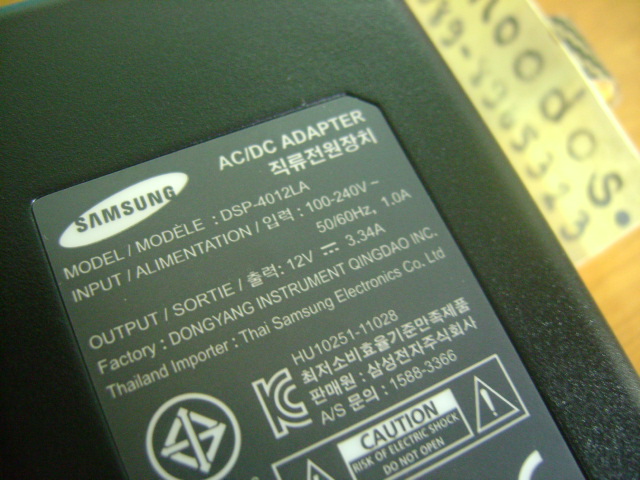 SAMSUNG
AC/DC ADAPTER
직류전원장치
MODEL / MODÈLE : DSP-4012LA
INPUT / ALIMENTATION / 입력 : 100-240V~
50/60Hz, 1.0A
OUTPUT / SORTIE / 출력: 12V ⎓ 3.34A
Factory : DONGYANG INSTRUMENT QINGDAO INC.
Thailand Importer : Thai Samsung Electronics Co. Ltd
HU10251-11028
최저소비효율기준만족제품
판매원 : 삼성전자주식회사
A/S 문의 : 1588-3366
CAUTION
RISK OF ELECTRIC SHOCK
DO NOT OPEN